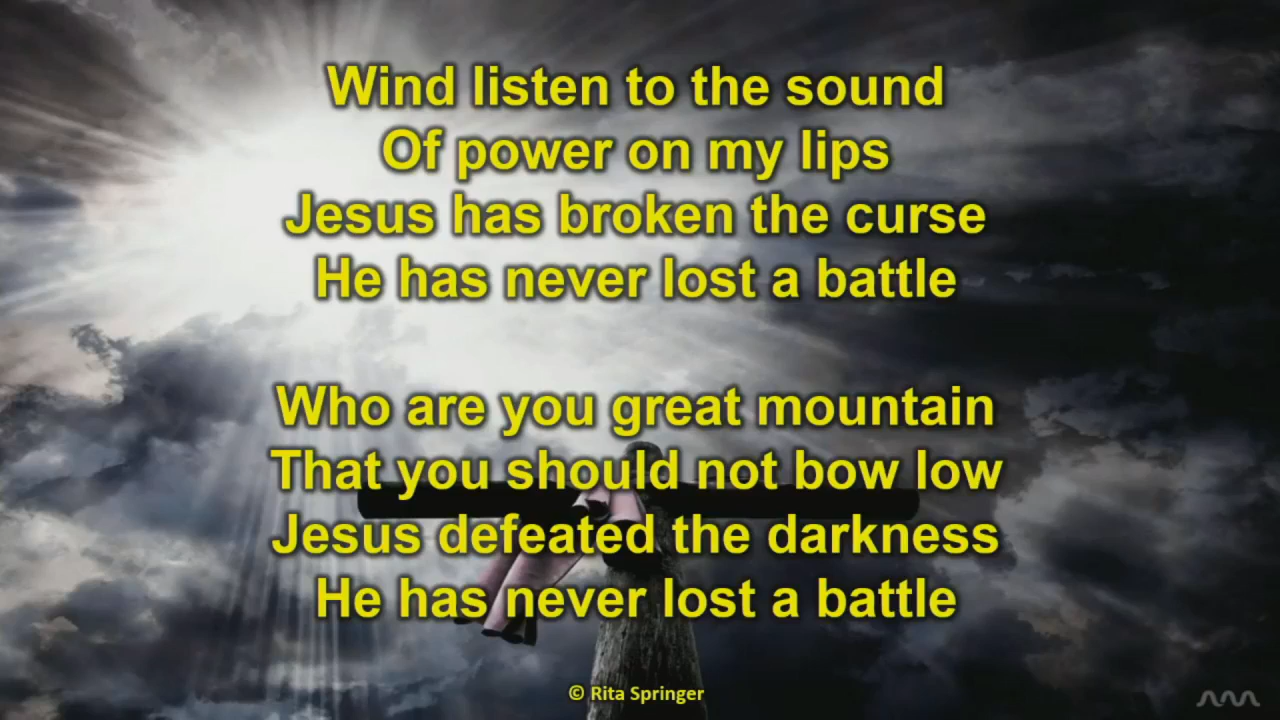 Wind listen to the sound
Of power on my lips
Jesus has broken the curse
He has never lost a battle
Who are you great mountain
That you should not bow low
Jesus defeated the darkness
He has never lost a battle
© Rita Springer